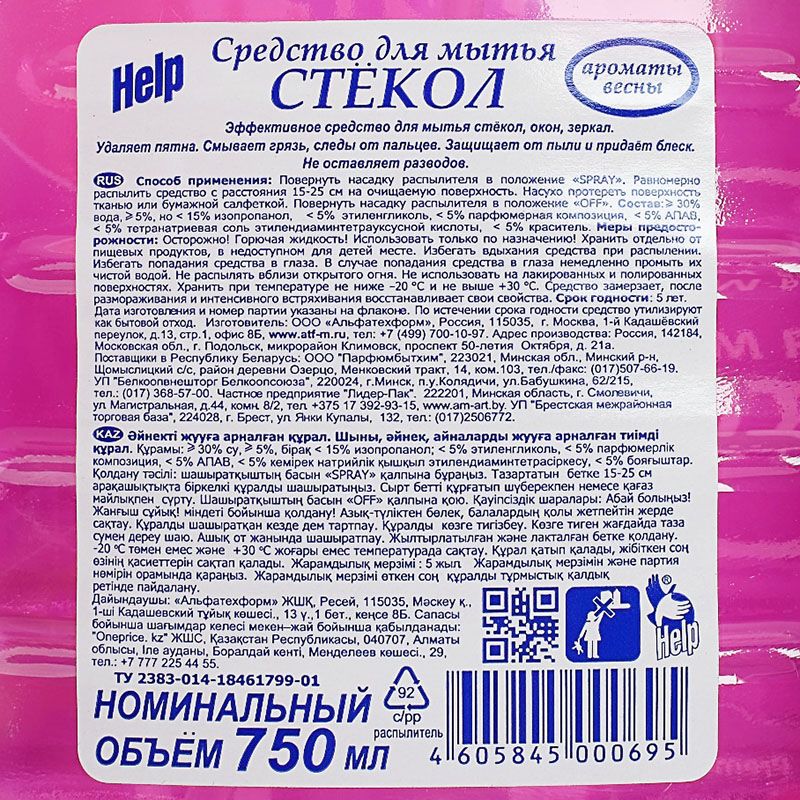 Help
Средство для мытья
СТЁКОЛ
ароматы
весны
Эффективное средство для мытья стёкол, окон, зеркал.
Удаляет пятна. Смывает грязь, следы от пальцев. Защищает от пыли и придаёт блеск.
Не оставляет разводов.
RUS Способ применения: Повернуть насадку распылителя в положение «SPRAY». Равномерно
распылить средство с расстояния 15-25 см на очищаемую поверхность. Насухо протереть поверхность
тканью или бумажной салфеткой. Повернуть насадку распылителя в положение «OFF». Состав:≥ 30%
вода, ≥ 5%, но < 15% изопропанол, < 5% этиленгликоль, < 5% парфюмерная композиция, < 5% АПАВ,
< 5% тетранатриевая соль этилендиаминтетрауксусной кислоты, < 5% краситель. Меры предосто-
рожности: Осторожно! Горючая жидкость! Использовать только по назначению! Хранить отдельно от
пищевых продуктов, в недоступном для детей месте. Избегать вдыхания средства при распылении.
Избегать попадания средства в глаза. В случае попадания средства в глаза немедленно промыть их
чистой водой. Не распылять вблизи открытого огня. Не использовать на лакированных и полированных
поверхностях. Хранить при температуре не ниже -20 °С и не выше +30 °С. Средство замерзает, после
размораживания и интенсивного встряхивания восстанавливает свои свойства. Срок годности: 5 лет.
Дата изготовления и номер партии указаны на флаконе. По истечении срока годности средство утилизируют
как бытовой отход. Изготовитель: ООО «Альфатехформ», Россия, 115035, г. Москва, 1-й Кадашёвский
переулок, д.13, стр.1, офис 8Б, www.atf-m.ru, тел: +7 (499) 700-10-97. Адрес производства: Россия, 142184,
Московская обл., г. Подольск, микрорайон Климовск, проспект 50-летия Октября, д. 21а.
Поставщики в Республику Беларусь: ООО "Парфюмбытхим", 223021, Минская обл., Минский р-н,
Щомыслицкий с/с, район деревни Озерцо, Менковский тракт, 14, ком.103, тел./факс: (017)507-66-19.
УП "Белкоопвнешторг Белкоопсоюза", 220024, г.Минск, п.у.Колядичи, ул.Бабушкина, 62/215,
тел.: (017) 368-57-00. Частное предприятие "Лидер-Пак". 222201, Минская область, г. Смолевичи,
ул. Магистральная, д.44, комн. 8/2, тел. +375 17 392-93-15, www.am-art.by. УП "Брестская межрайонная
торговая база", 224028, г. Брест, ул. Янки Купалы, 132, тел.: (017)2506772.
KAZ Әйнекті жууға арналған құрал. Шыны, әйнек, айналарды жууға арналған тиімді
құрал. Құрамы: ≥ 30% су, ≥ 5%, бірақ < 15% изопропанол; < 5% этиленгликоль, < 5% парфюмерлік
композиция, < 5% АПАВ, < 5% кемірек натрийлік қышқыл этилендиаминтетрасіркесу, < 5% бояғыштар.
Қолдану тәсілі: шашыратқыштың басын «SPRAY» қалпына бұраңыз. Тазартатын бетке 15-25 см
арақашықтықта біркелкі құралды шашыратыңыз. Сырт бетті құрғатып шүберекпен немесе қағаз
майлықпен сүрту. Шашыратқыштың басын «OFF» қалпына қою. Қауіпсіздік шаралары: Абай болыңыз!
Жанғыш сұйық! міндеті бойынша қолдану! Азық-түліктен бөлек, балалардың қолы жетпейтін жерде
сақтау. Құралды шашыратқан кезде дем тартпау. Құралды көзге тигізбеу. Көзге тиген жағдайда таза
сумен дереу шаю. Ашық от жанында шашыратпау. Жылтырлатылған және лакталған бетке қолдану.
-20 °С төмен емес және +30 °С жоғары емес температурада сақтау. Құрал қатып қалады, жібіткен соң
өзінің қасиеттерін сақтап қалады. Жарамдылық мерзімі : 5 жыл Жарамдылық мерзімін және партия
нөмірін орамында қараңыз. Жарамдылық мерзімі өткен соң құралды тұрмыстық қалдық
ретінде пайдалану.
Дайындаушы: «Альфатехформ» ЖШҚ, Ресей, 115035, Мәскеу қ.,
1-ші Кадашевский тұйық көшесі., 13 ү.,1 бет., кеңсе 8Б. Сапасы
бойынша шағымдар келесі мекен-жай бойынша қабылданады:
"Oneprice. kz" ЖШС, Қазақстан Республикасы, 040707, Алматы
облысы, Іле ауданы, Боралдай кенті, Менделеев көшесі., 29,
тел.: +7 777 225 44 55.
Help
ТУ 2383-014-18461799-01
НОМИНАЛЬНЫЙ
ОБЪЁМ 750 мл
92
c/pp
распылитель
4 605845 000695